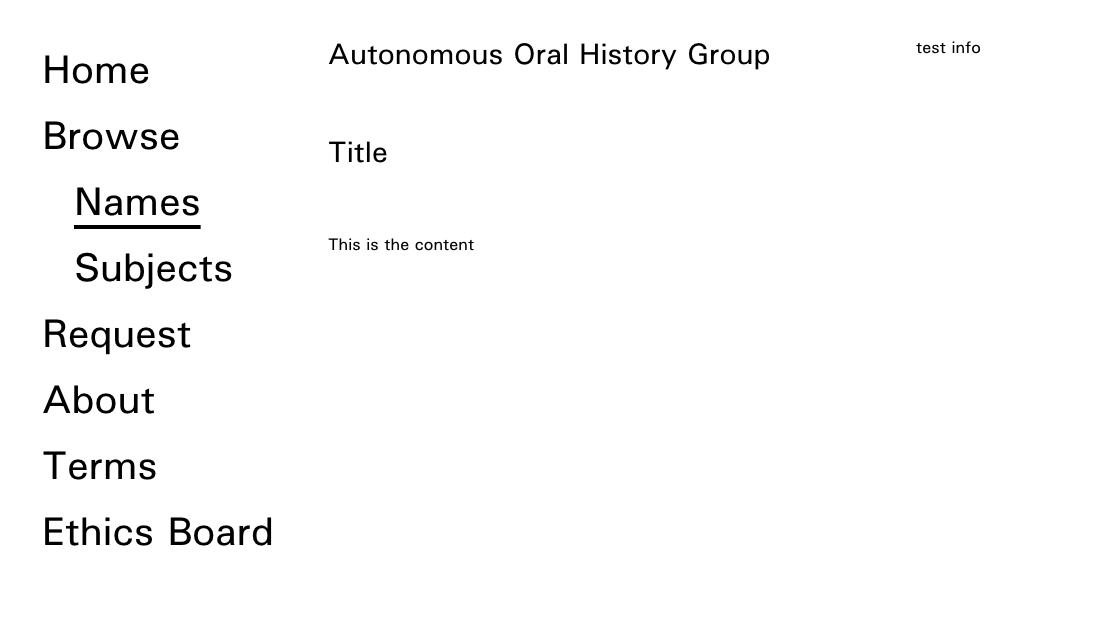 Home
Browse
Names
Subjects
Request
About
Terms
Ethics Board
Autonomous Oral History Group
Title
This is the content
test info